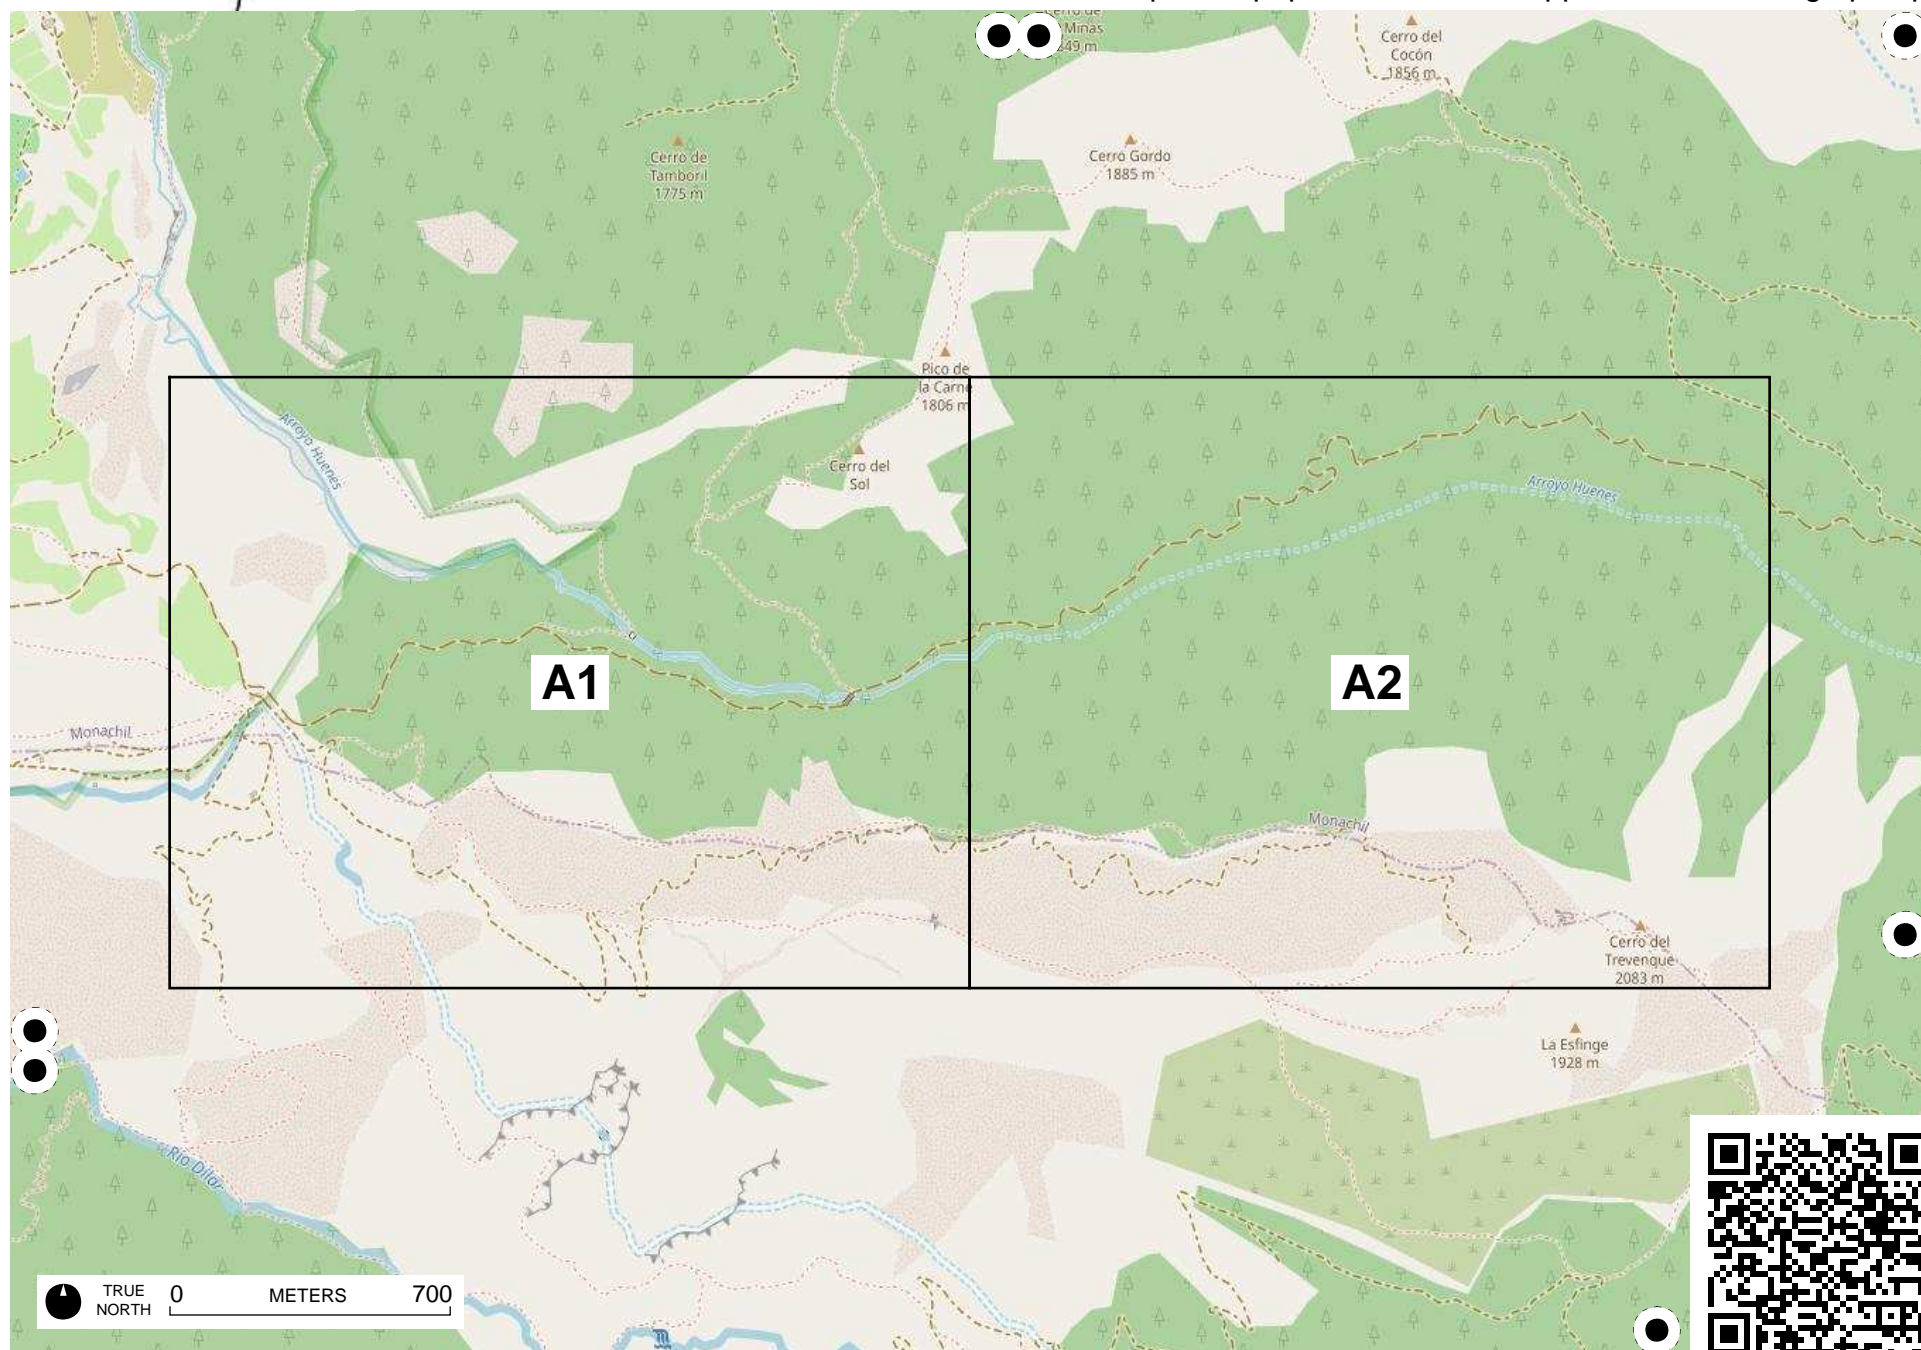 Minas
849 m
Cerro del
Cocón
1856 m
Cerro de
Tamboril
1775 m
Cerro Gordo
1885 m
Pico de
la Carne
1806 m
Arroyo Huenes
Cerro del
Sol
Arroyo Huenes
A1
A2
Monachil
Monachil
Cerro del
Trevenque
2083 m
La Esfinge
1928 m
Río Dílar
TRUE
NORTH
0 METERS 700